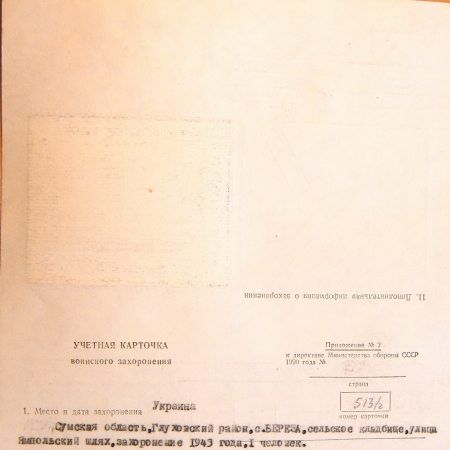 11. Дополнительная информация о захоронении
УЧЕТНАЯ КАРТОЧКА
воинского захоронения
Приложение № 2
к директиве Министерства обороны СССР
1920 года №
страна
513/2
номер карточки
1. Место и дата захоронения Украина
Сумская область,Глуховский район,с.БЕРЕЗА,сельское кладбище,улица
Ямпольский шлях,захоронение 1943 года,1 человек.